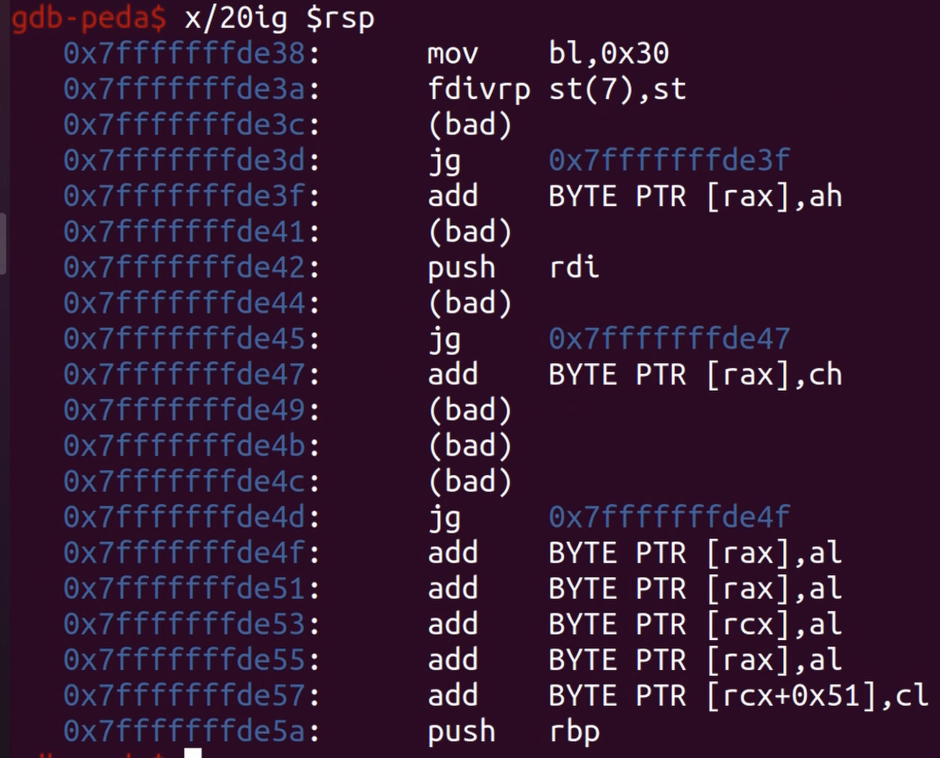 gdb-peda$ x/20ig $rsp
0x7fffffffde38: mov bl,0x30
0x7fffffffde3a: fdivrp st(7),st
0x7fffffffde3c: (bad)
0x7fffffffde3d: jg 0x7fffffffde3f
0x7fffffffde3f: add BYTE PTR [rax],ah
0x7fffffffde41: (bad)
0x7fffffffde42: push rdi
0x7fffffffde44: (bad)
0x7fffffffde45: jg 0x7fffffffde47
0x7fffffffde47: add BYTE PTR [rax],ch
0x7fffffffde49: (bad)
0x7fffffffde4b: (bad)
0x7fffffffde4c: (bad)
0x7fffffffde4d: jg 0x7fffffffde4f
0x7fffffffde4f: add BYTE PTR [rax],al
0x7fffffffde51: add BYTE PTR [rax],al
0x7fffffffde53: add BYTE PTR [rcx],al
0x7fffffffde55: add BYTE PTR [rax],al
0x7fffffffde57: add BYTE PTR [rcx+0x51],cl
0x7fffffffde5a: push rbp